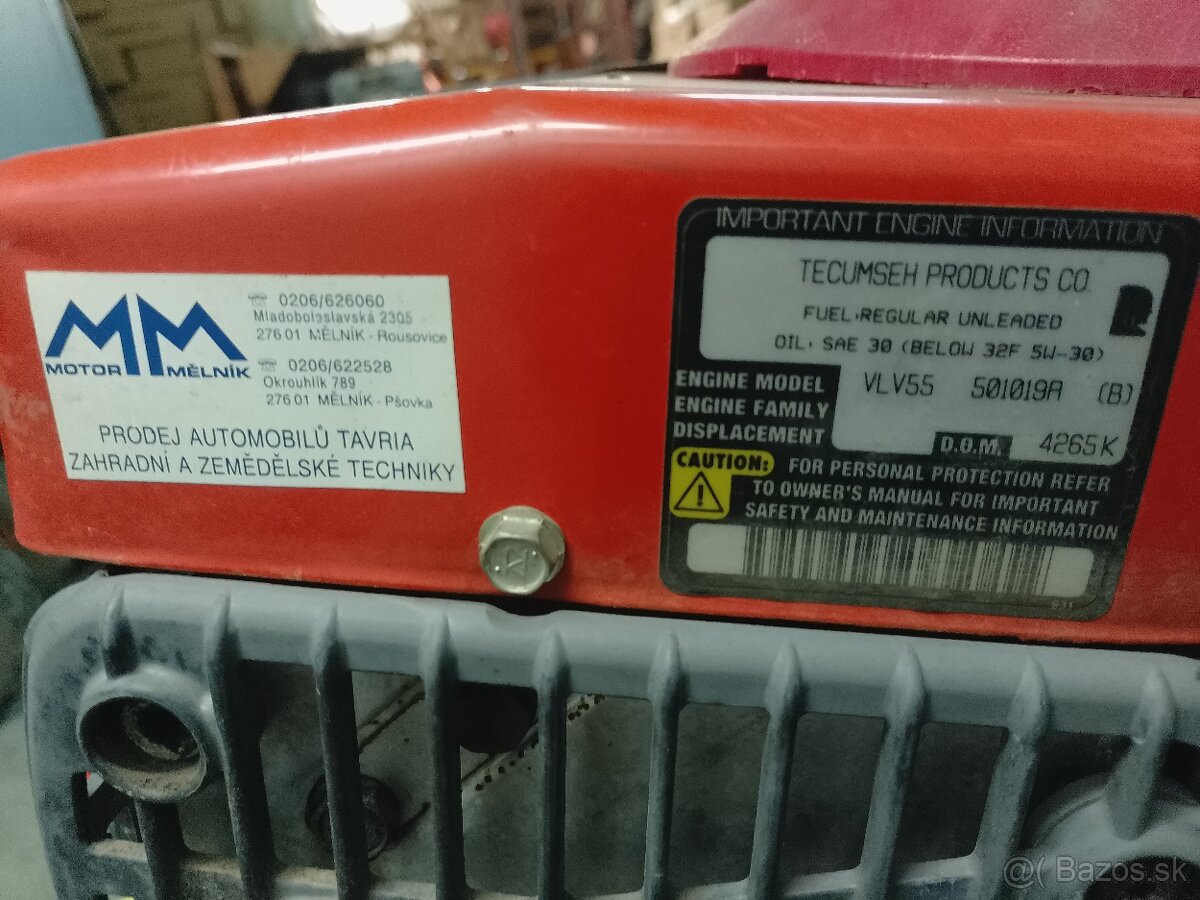 MM
MOTOR MĚLNÍK
☏ 0206/626060
Mladoboleslavská 2305
276 01 MĚLNÍK - Rousovice
☏ 0206/622528
Okrouhlík 789
276 01 MĚLNÍK - Pšovka
PRODEJ AUTOMOBILŮ TAVRIA
ZAHRADNÍ A ZEMĚDĚLSKÉ TECHNIKY
IMPORTANT ENGINE INFORMATION
TECUMSEH PRODUCTS CO.
FUEL: REGULAR UNLEADED
OIL: SAE 30 (BELOW 32F 5W-30)
ENGINE MODEL VLV55 501019A (B)
ENGINE FAMILY
DISPLACEMENT D.O.M. 4265K
CAUTION: FOR PERSONAL PROTECTION REFER
TO OWNER'S MANUAL FOR IMPORTANT
SAFETY AND MAINTENANCE INFORMATION
@( Bazos.sk